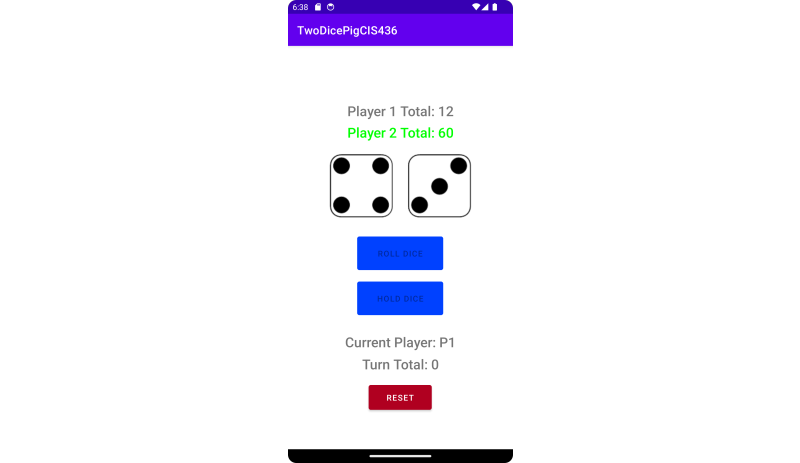 6:38
TwoDicePigCIS436
Player 1 Total: 12
Player 2 Total: 60
ROLL DICE
HOLD DICE
Current Player: P1
Turn Total: 0
RESET